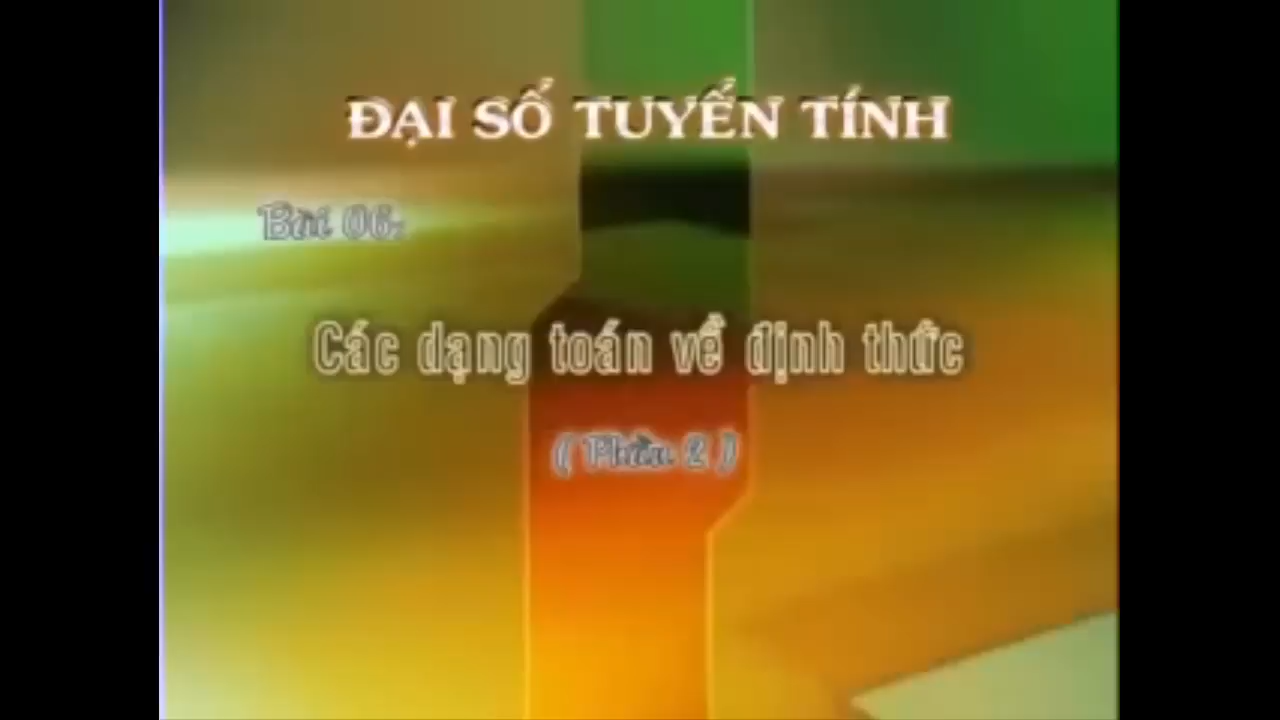 ĐẠI SỐ TUYẾN TÍNH
Bài 06:
Các dạng toán về định thức
( Phần 2 )